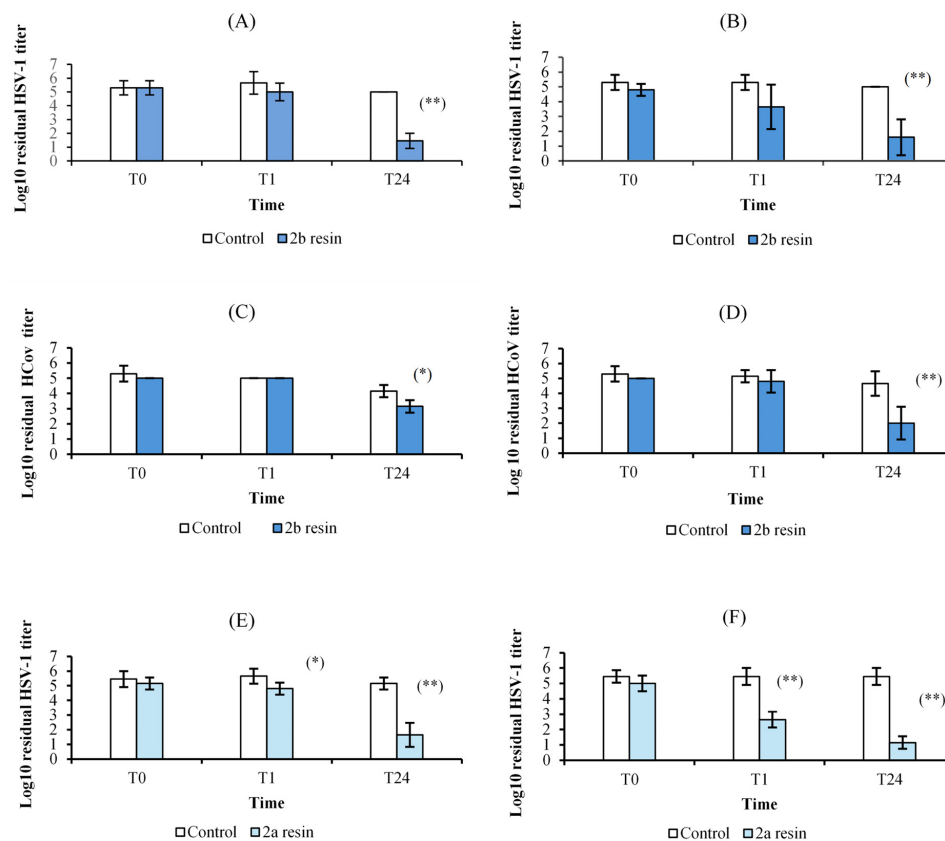 (A)
Log10 residual HSV-1 titer
7
6
5
4
3
2
1
0
T0 T1 T24
(**)
Time
Control 2b resin
(B)
Log10 residual HSV-1 titer
7
6
5
4
3
2
1
0
T0 T1 T24
(**)
Time
Control 2b resin
(C)
Log10 residual HCov titer
7
6
5
4
3
2
1
0
T0 T1 T24
(*)
Time
Control 2b resin
(D)
Log 10 residual HCoV titer
7
6
5
4
3
2
1
0
T0 T1 T24
(**)
Time
Control 2b resin
(E)
Log10 residual HSV-1 titer
7
6
5
4
3
2
1
0
T0 T1 T24
(*)
(**)
Time
Control 2a resin
(F)
Log10 residual HSV-1 titer
7
6
5
4
3
2
1
0
T0 T1 T24
(**)
(**)
Time
Control 2a resin